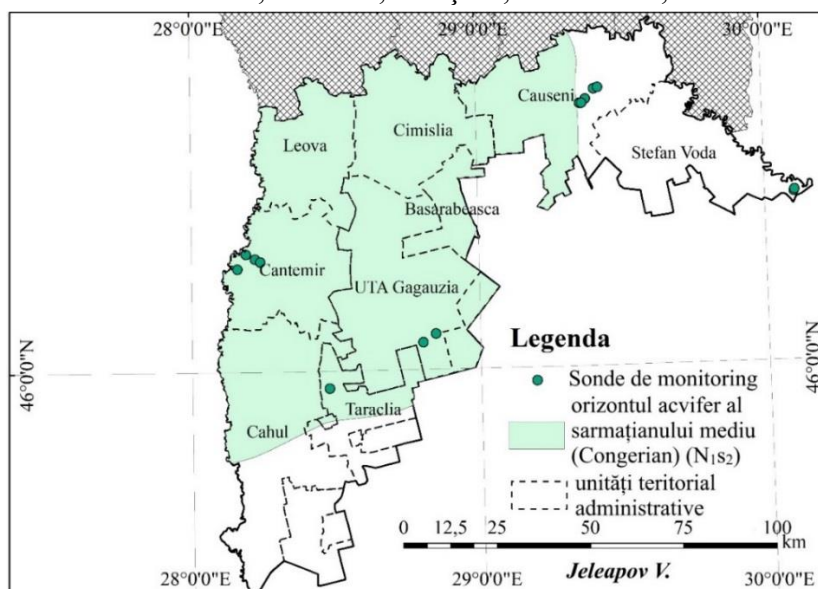 28°0'0"E 29°0'0"E 30°0'0"E
Causeni
Leova
Cimislia
Stefan Voda
Basarabeasca
Cantemir
UTA Gagauzia
46°0'0"N
46°0'0"N
Cahul
Taraclia
Legenda
Sonde de monitoring
orizontul acvifer al
sarmațianului mediu
(Congerian) (N₁s₂)
unități teritorial
administrative
0 12,5 25 50 75 100
km
Jeleapov V.
28°0'0"E 29°0'0"E 30°0'0"E